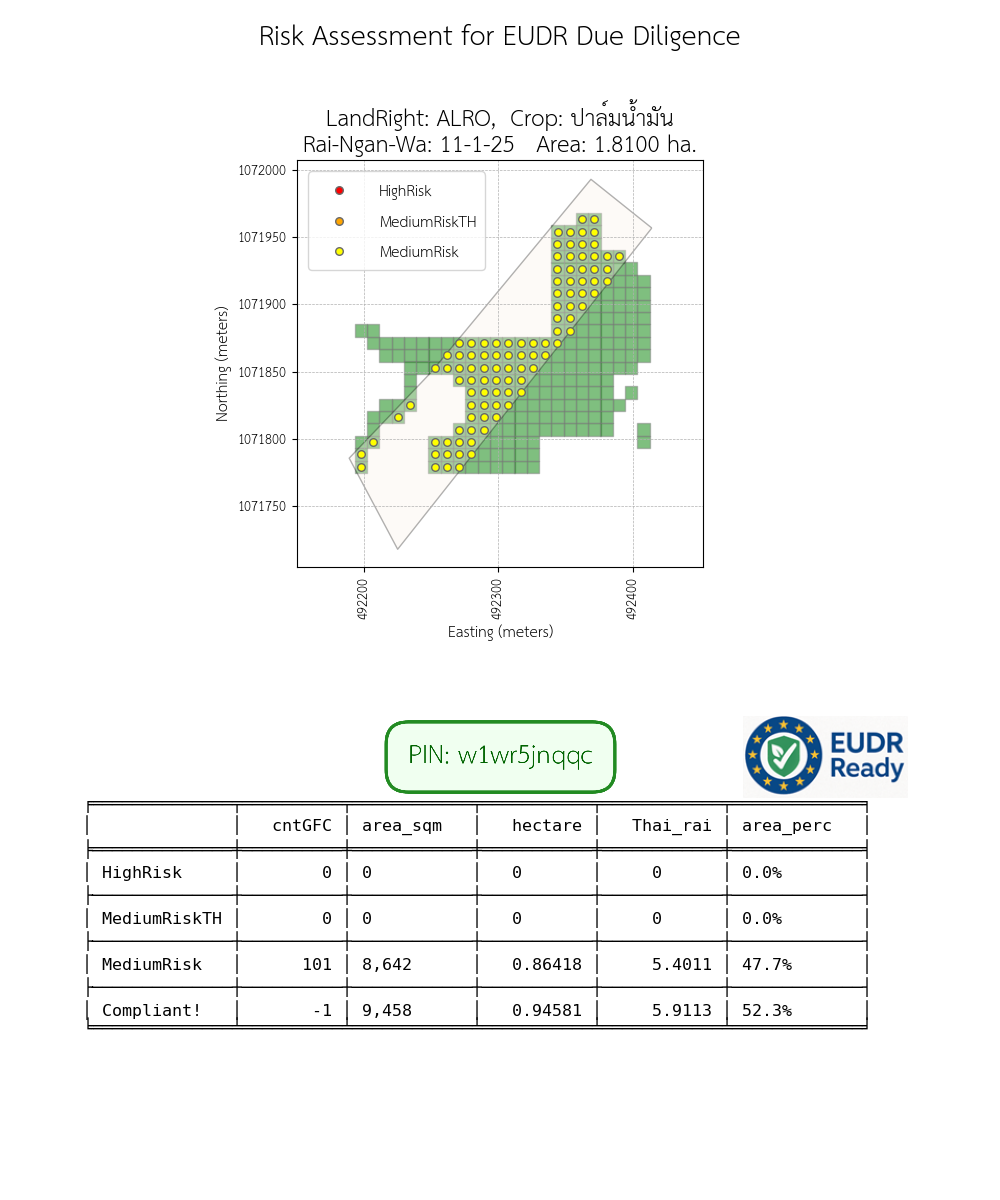 Risk Assessment for EUDR Due Diligence
LandRight: ALRO,  Crop: ปาล์มน้ำมัน
Rai-Ngan-Wa: 11-1-25   Area: 1.8100 ha.
HighRisk
MediumRiskTH
MediumRisk
1072000
1071950
1071900
1071850
1071800
1071750
Northing (meters)
492200
492300
492400
Easting (meters)
PIN: w1wr5jnqqc
EUDR
Ready
cntGFC area_sqm hectare Thai_rai area_perc
HighRisk 0 0 0 0 0.0%
MediumRiskTH 0 0 0 0 0.0%
MediumRisk 101 8,642 0.86418 5.4011 47.7%
Compliant! -1 9,458 0.94581 5.9113 52.3%